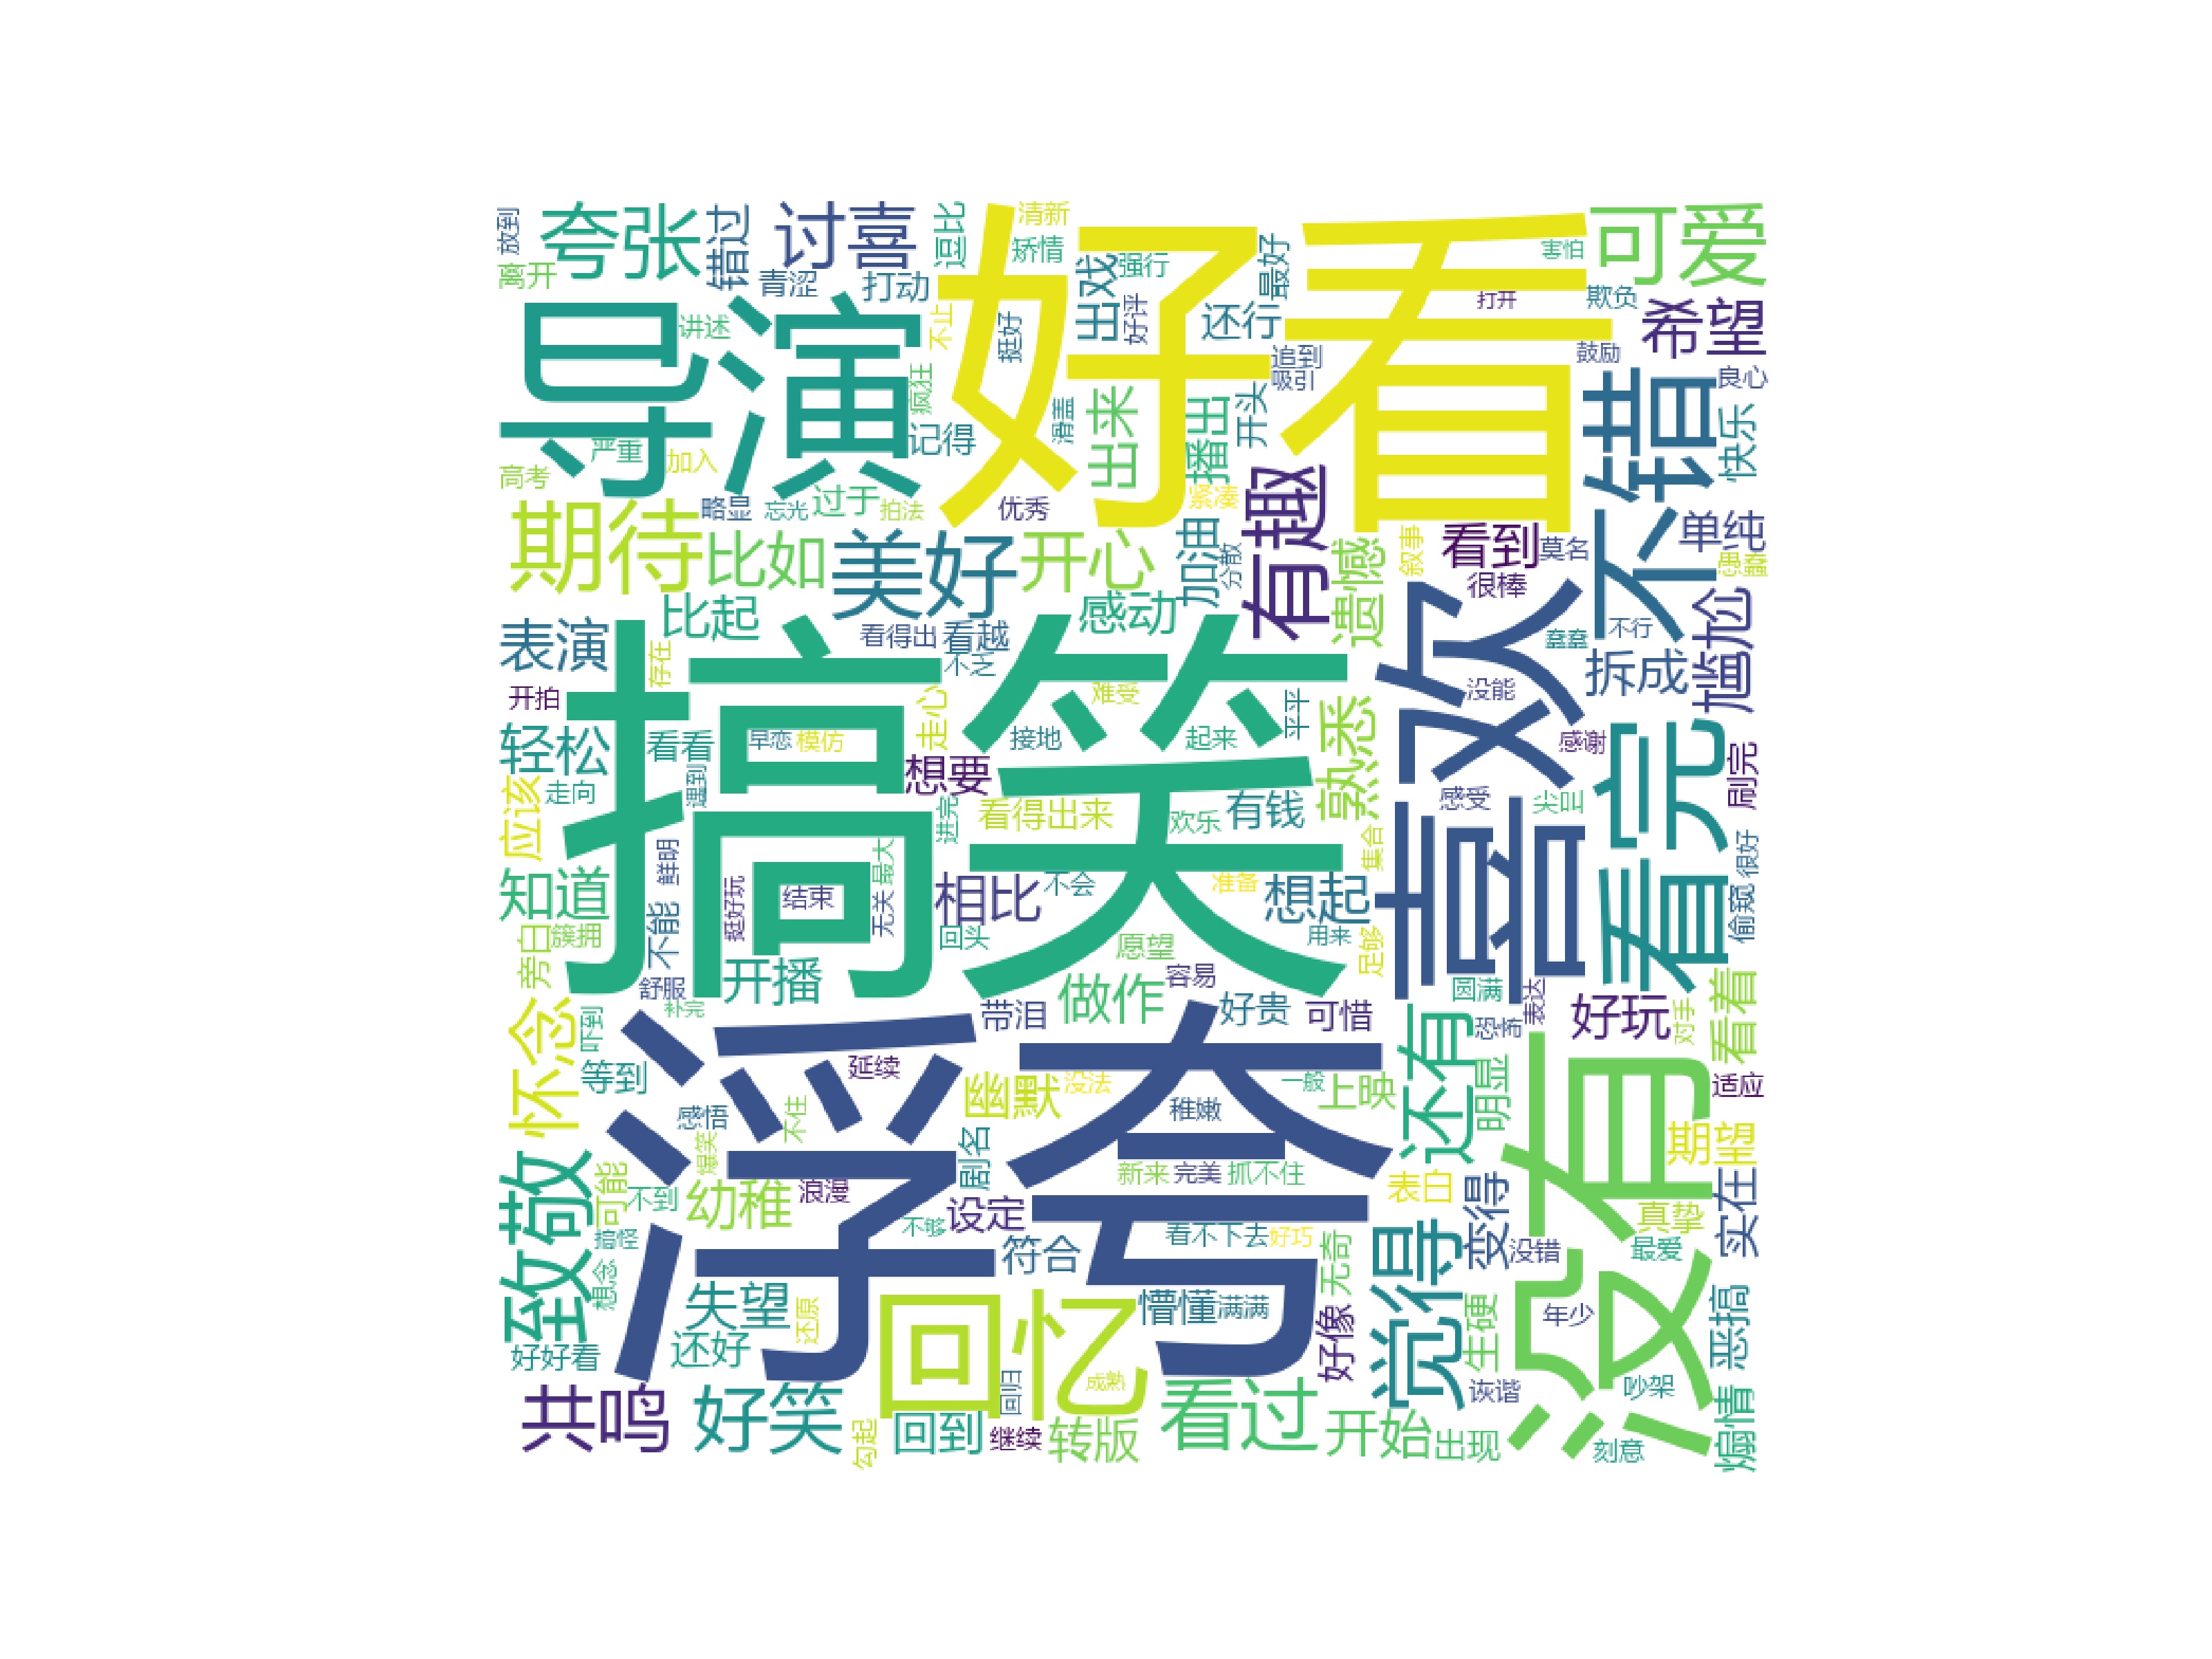 放到
夸张
错过
讨喜
逗比
清新
矫情
强行
出戏
最好
好看
害怕
可爱
离开
青涩
打动
打开
欺负
希望
导演
讲述
不止
挺好
好评
还行
追到
吸引
鼓励
良心
疯狂
滑盖
出来
播出
开头
不错
快乐
严重
加入
记得
高考
略显
忘光
过于
拍法
优秀
紧凑
有趣
期待
比如
美好
开心
加油
分散
遗憾
叙事
看到
莫名
单纯
愚蠢
很棒
比起
感动
表演
看得出
看越
不乏
喜欢
蠢蠢
不行
尴尬
拆成
开拍
存在
搞笑
走心
难受
平平
没能
轻松
看看
早恋
模仿
接地
起来
熟悉
感谢
看完
刷完
走向
遇到
想要
看得出来
欢乐
有钱
感受
尖叫
应该
进完
集合
很好
鲜明
最大
知道
挺好玩
结束
无关
相比
不会
准备
想起
偷窥
旁白
簇拥
不能
回头
愿望
用来
足够
舒服
开播
容易
圆满
表达
看着
怀念
吓到
补完
带泪
做作
好贵
可惜
还有
恐怖
好玩
对手
等到
延续
浮夸
幽默
没法
一般
上映
明显
没有
适应
感悟
不住
稚嫩
期望
致敬
爆笑
剧名
新来
完美
抓不住
表白
变得
实在
可能
不到
幼稚
浪漫
设定
真挚
搞怪
不够
符合
看不下去
好巧
无奇
觉得
没错
最爱
想念
失望
还原
回忆
懵懂
满满
好像
生硬
年少
恶搞
好好看
还好
共鸣
好笑
成熟
回归
看过
诙谐
吵架
煽情
勾起
回到
继续
转版
开始
出现
刻意